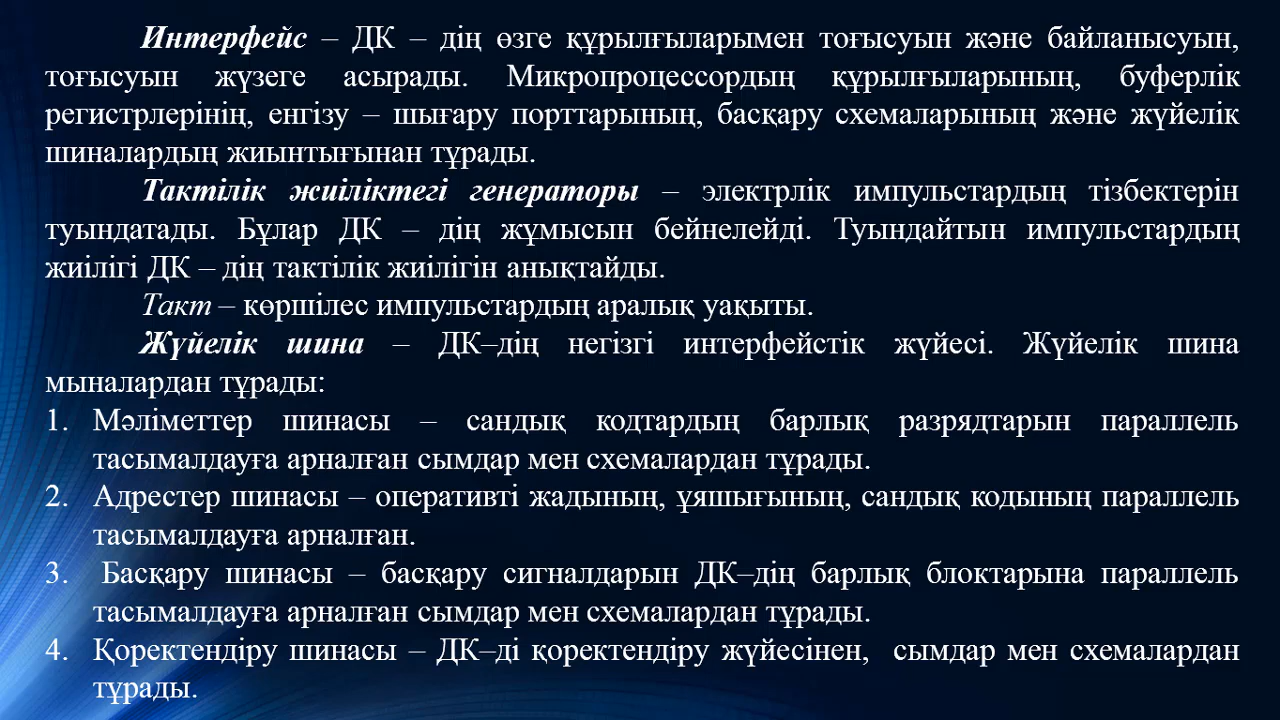 Интерфейс – ДК – дің өзге құрылғыларымен тоғысуын және байланысуын,
тоғысуын жүзеге асырады. Микропроцессордың құрылғыларының, буферлік
регистрлерінің, енгізу – шығару порттарының, басқару схемаларының және жүйелік
шиналардың жиынтығынан тұрады.
Тактілік жиіліктегі генераторы – электрлік импульстардың тізбектерін
туындатады. Бұлар ДК – дің жұмысын бейнелейді. Туындайтын импульстардың
жиілігі ДК – дің тактілік жиілігін анықтайды.
Такт – көршілес импульстардың аралық уақыты.
Жүйелік шина – ДК–дің негізгі интерфейстік жүйесі. Жүйелік шина
мыналардан тұрады:
1. Мәліметтер шинасы – сандық кодтардың барлық разрядтарын параллель
тасымалдауға арналған сымдар мен схемалардан тұрады.
2. Адрестер шинасы – оперативті жадының, ұяшығының, сандық кодының параллель
тасымалдауға арналған.
3. Басқару шинасы – басқару сигналдарын ДК–дің барлық блоктарына параллель
тасымалдауға арналған сымдар мен схемалардан тұрады.
4. Қоректендіру шинасы – ДК–ді қоректендіру жүйесінен, сымдар мен схемалардан
тұрады.